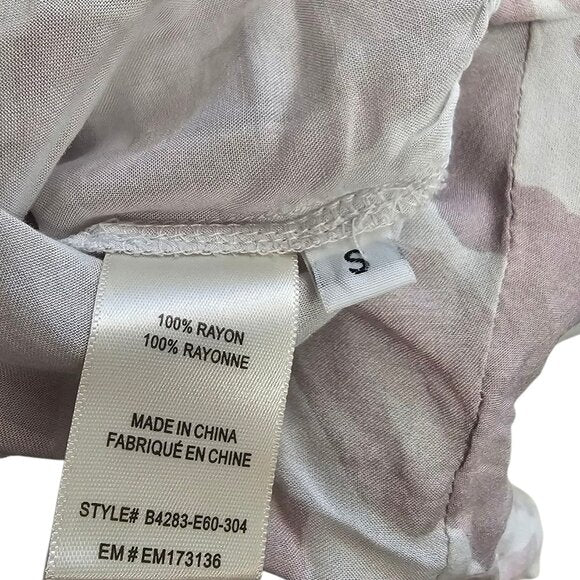 S
100% RAYON
100% RAYONNE
MADE IN CHINA
FABRIQUÉ EN CHINE
STYLE# B4283-E60-304
EM # EM173136